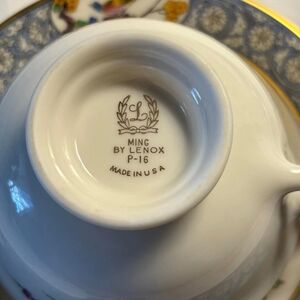 L
MING
BY LENOX
P-16
MADE IN USA